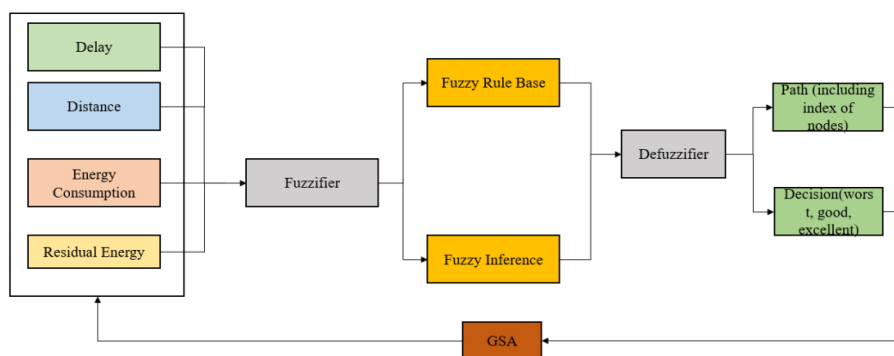 Delay
Distance
Energy
Consumption
Residual Energy
Fuzzifier
Fuzzy Rule Base
Fuzzy Inference
Defuzzifier
Path (including
index of
nodes)
Decision(wors
t, good,
excellent)
GSA